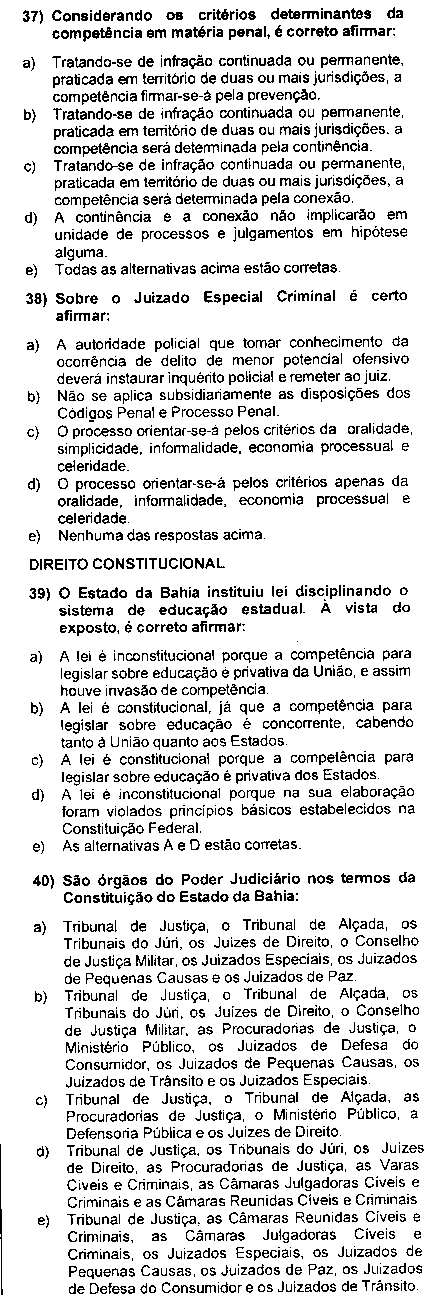 37) Considerando os critérios determinantes da
competência em matéria penal, é correto afirmar:
a) Tratando-se de infração continuada ou permanente,
praticada em território de duas ou mais jurisdições, a
competência firmar-se-á pela prevenção.
b) Tratando-se de infração continuada ou permanente,
praticada em território de duas ou mais jurisdições, a
competência será determinada pela continência.
c) Tratando-se de infração continuada ou permanente,
praticada em território de duas ou mais jurisdições, a
competência será determinada pela conexão.
d) A continência e a conexão não implicarão em
unidade de processos e julgamentos em hipótese
alguma.
e) Todas as alternativas acima estão corretas.
38) Sobre o Juizado Especial Criminal é certo
afirmar:
a) A autoridade policial que tomar conhecimento da
ocorrência de delito de menor potencial ofensivo
deverá instaurar inquérito policial e remeter ao juiz.
b) Não se aplica subsidiariamente as disposições dos
Códigos Penal e Processo Penal.
c) O processo orientar-se-á pelos critérios da oralidade,
simplicidade, informalidade, economia processual e
celeridade.
d) O processo orientar-se-á pelos critérios apenas da
oralidade, informalidade, economia processual e
celeridade.
e) Nenhuma das respostas acima.
DIREITO CONSTITUCIONAL
39) O Estado da Bahia instituiu lei disciplinando o
sistema de educação estadual. À vista do
exposto, é correto afirmar:
a) A lei é inconstitucional porque a competência para
legislar sobre educação é privativa da União, e assim
houve invasão de competência.
b) A lei é constitucional, já que a competência para
legislar sobre educação é concorrente, cabendo
tanto à União quanto aos Estados.
c) A lei é constitucional porque a competência para
legislar sobre educação é privativa dos Estados.
d) A lei é inconstitucional porque na sua elaboração
foram violados princípios básicos estabelecidos na
Constituição Federal.
e) As alternativas A e D estão corretas.
40) São órgãos do Poder Judiciário nos termos da
Constituição do Estado da Bahia:
a) Tribunal de Justiça, o Tribunal de Alçada, os
Tribunais do Júri, os Juizes de Direito, o Conselho
de Justiça Militar, os Juizados Especiais, os Juizados
de Pequenas Causas e os Juizados de Paz.
b) Tribunal de Justiça, o Tribunal de Alçada, os
Tribunais do Júri, os Juízes de Direito, o Conselho
de Justiça Militar, as Procuradorias de Justiça, o
Ministério Público, os Juizados de Defesa do
Consumidor, os Juizados de Pequenas Causas, os
Juizados de Trânsito e os Juizados Especiais.
c) Tribunal de Justiça, o Tribunal de Alçada, as
Procuradorias de Justiça, o Ministério Público, a
Defensoria Pública e os Juizes de Direito.
d) Tribunal de Justiça, os Tribunais do Júri, os Juizes
de Direito, as Procuradorias de Justiça, as Varas
Cíveis e Criminais, as Câmaras Julgadoras Cíveis e
Criminais e as Câmaras Reunidas Cíveis e Criminais
e) Tribunal de Justiça, as Câmaras Reunidas Cíveis e
Criminais, as Câmaras Julgadoras Cíveis e
Criminais, os Juizados Especiais, os Juizados de
Pequenas Causas, os Juizados de Paz, os Juizados
de Defesa do Consumidor e os Juizados de Trânsito.